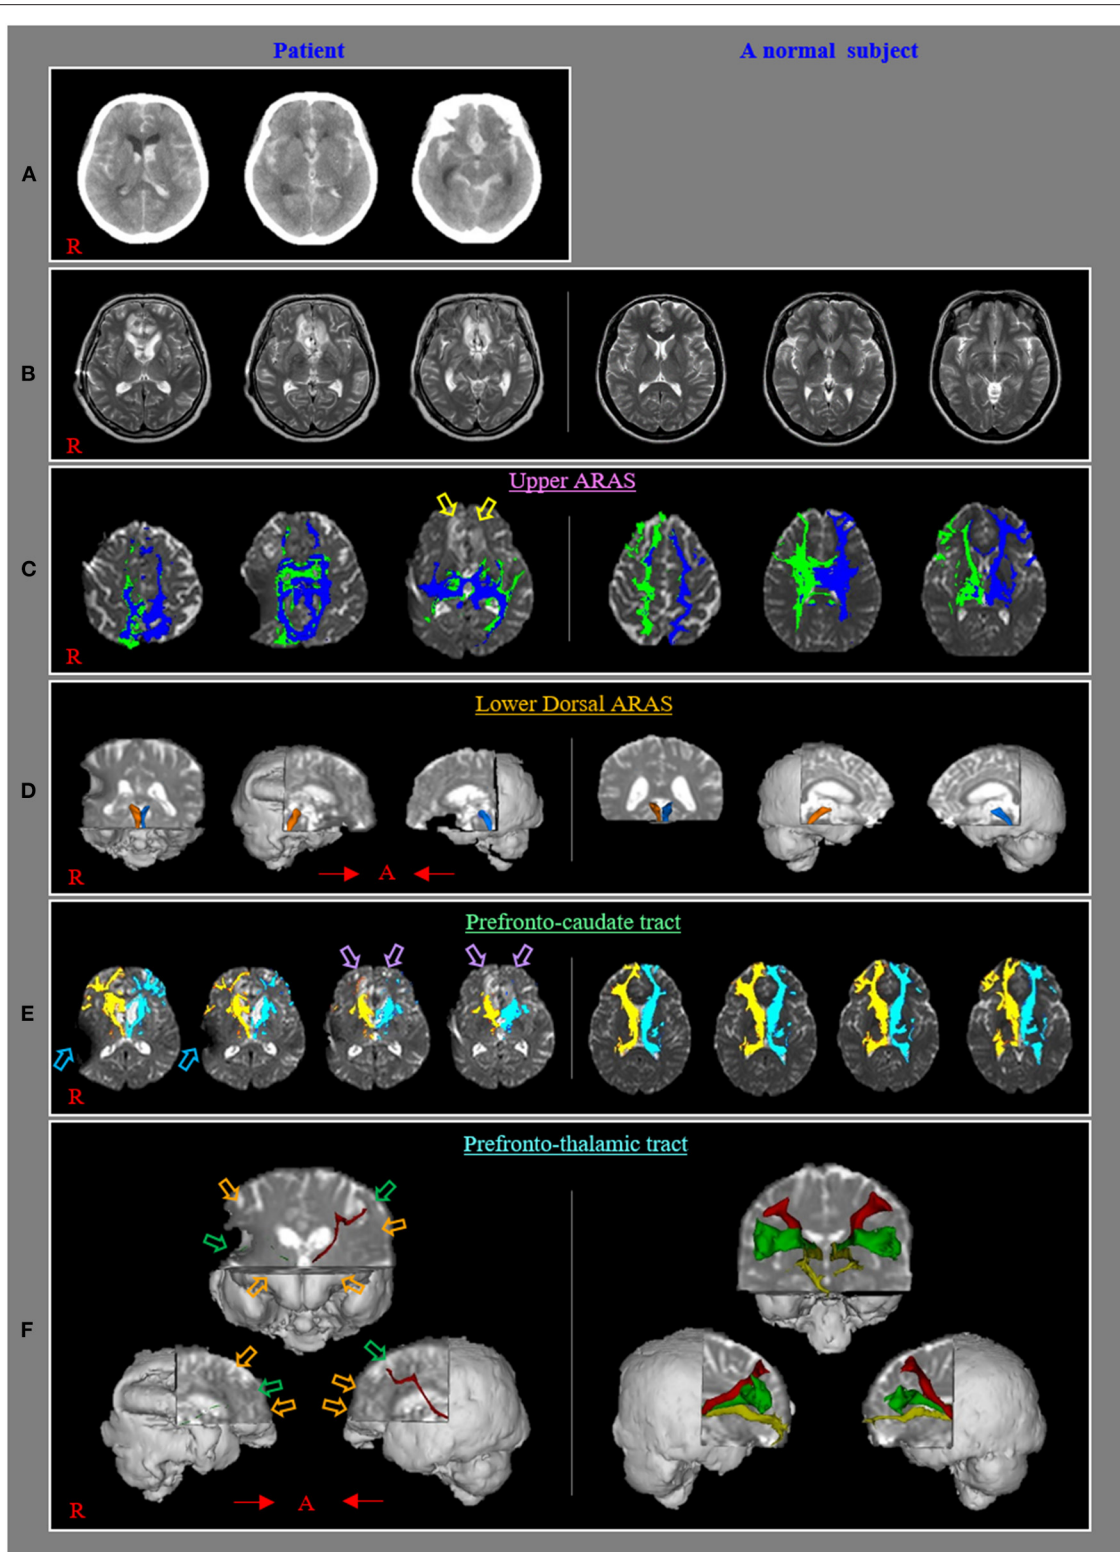 Patient
A normal subject
A
R
B
R
Upper ARAS
C
R
Lower Dorsal ARAS
D
A
R
Prefronto-caudate tract
E
R
Prefronto-thalamic tract
F
A
R